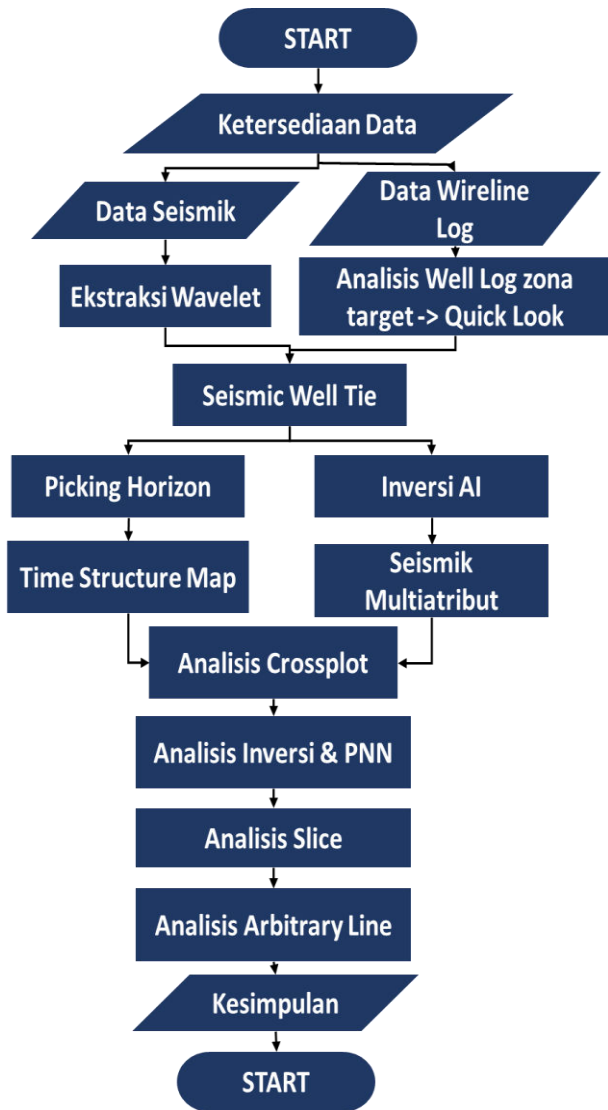 START
Ketersediaan Data
Data Seismik
Data Wireline
Log
Ekstraksi Wavelet
Analisis Well Log zona
target -> Quick Look
Seismic Well Tie
Picking Horizon
Inversi AI
Time Structure Map
Seismik
Multiatribut
Analisis Crossplot
Analisis Inversi & PNN
Analisis Slice
Analisis Arbitrary Line
Kesimpulan
START